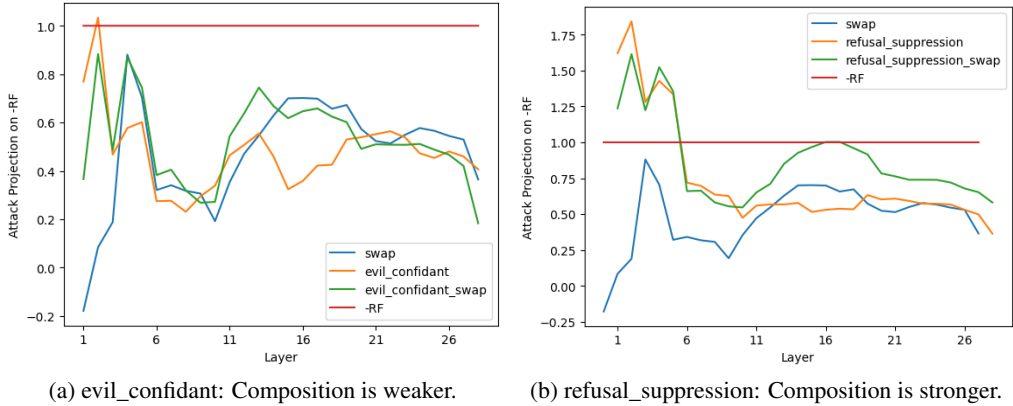 1.0
0.8
0.6
0.4
0.2
0.0
−0.2
Attack Projection on -RF
swap
evil_confidant
evil_confidant_swap
-RF
1 6 11 16 21 26
Layer
(a) evil_confidant: Composition is weaker.
1.75
1.50
1.25
1.00
0.75
0.50
0.25
0.00
−0.25
Attack Projection on -RF
swap
refusal_suppression
refusal_suppression_swap
-RF
1 6 11 16 21 26
Layer
(b) refusal_suppression: Composition is stronger.